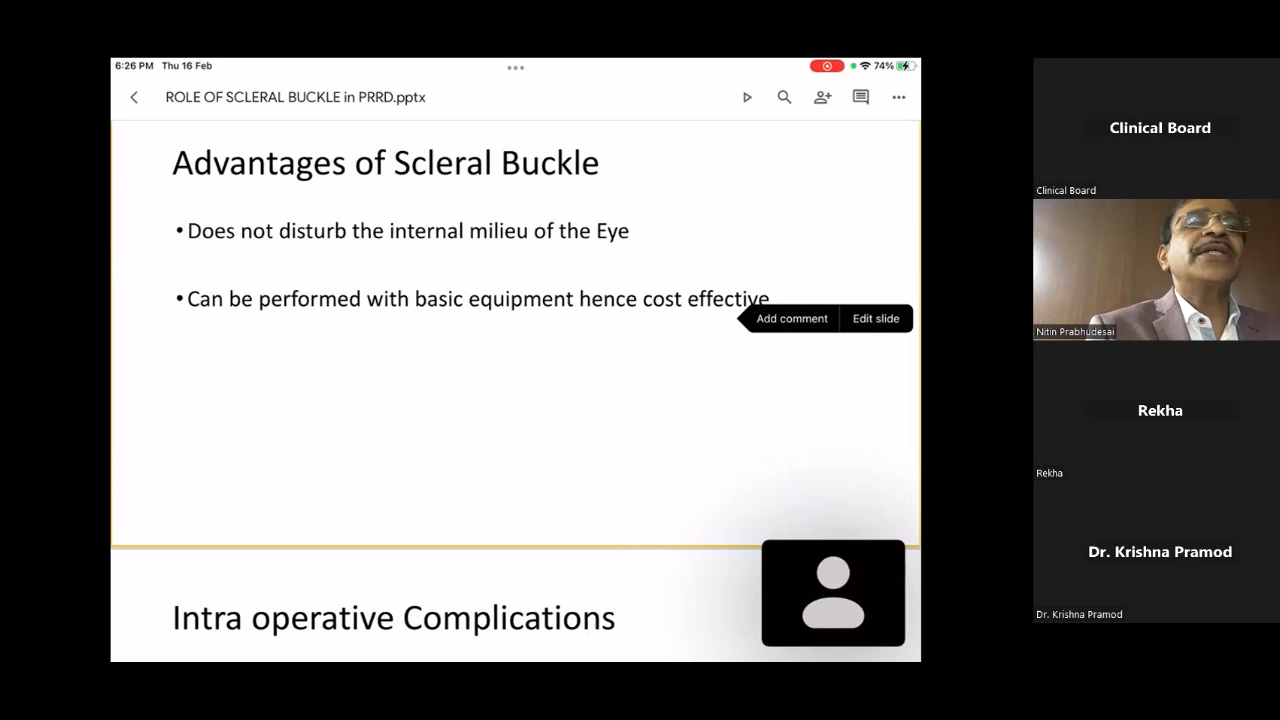 6:26 PM Thu 16 Feb
74%
ROLE OF SCLERAL BUCKLE in PRRD.pptx
Advantages of Scleral Buckle
• Does not disturb the internal milieu of the Eye
• Can be performed with basic equipment hence cost effective
Add comment Edit slide
Intra operative Complications
Clinical Board
Clinical Board
Nitin Prabhudesai
Rekha
Rekha
Dr. Krishna Pramod
Dr. Krishna Pramod